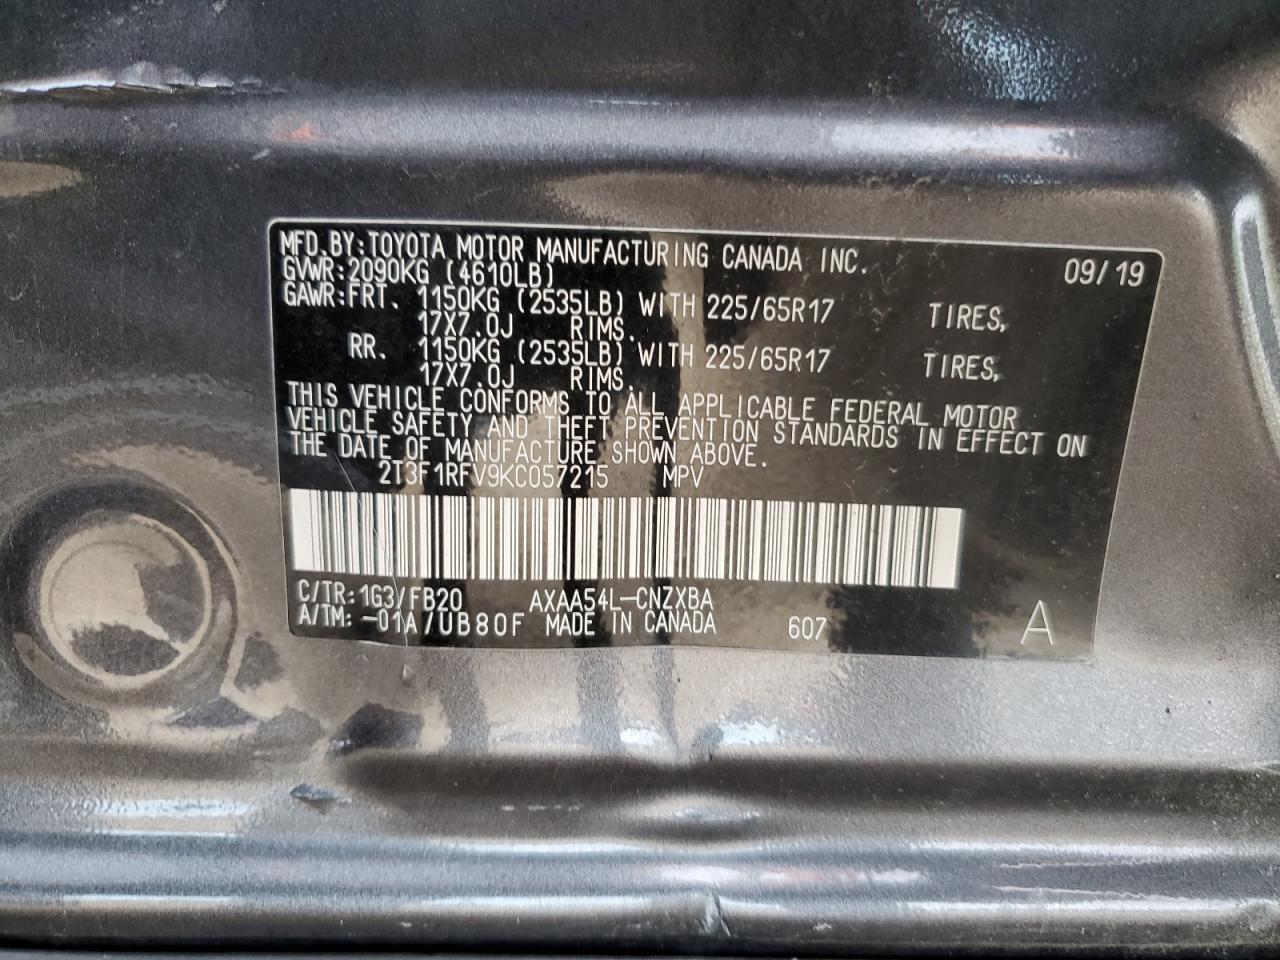 MFD.BY:TOYOTA MOTOR MANUFACTURING CANADA INC. 09/19
GVWR:2090KG (4610LB)
GAWR:FRT. 1150KG (2535LB) WITH 225/65R17 TIRES,
17X7.0J RIMS.
RR. 1150KG (2535LB) WITH 225/65R17 TIRES,
17X7.0J RIMS.
THIS VEHICLE CONFORMS TO ALL APPLICABLE FEDERAL MOTOR
VEHICLE SAFETY AND THEFT PREVENTION STANDARDS IN EFFECT ON
THE DATE OF MANUFACTURE SHOWN ABOVE.
2T3F1RFV9KC057215 MPV
C/TR:1G3/FB20 AXAA54L-CNZXBA
A/TM:-01A/UB80F MADE IN CANADA 607 A